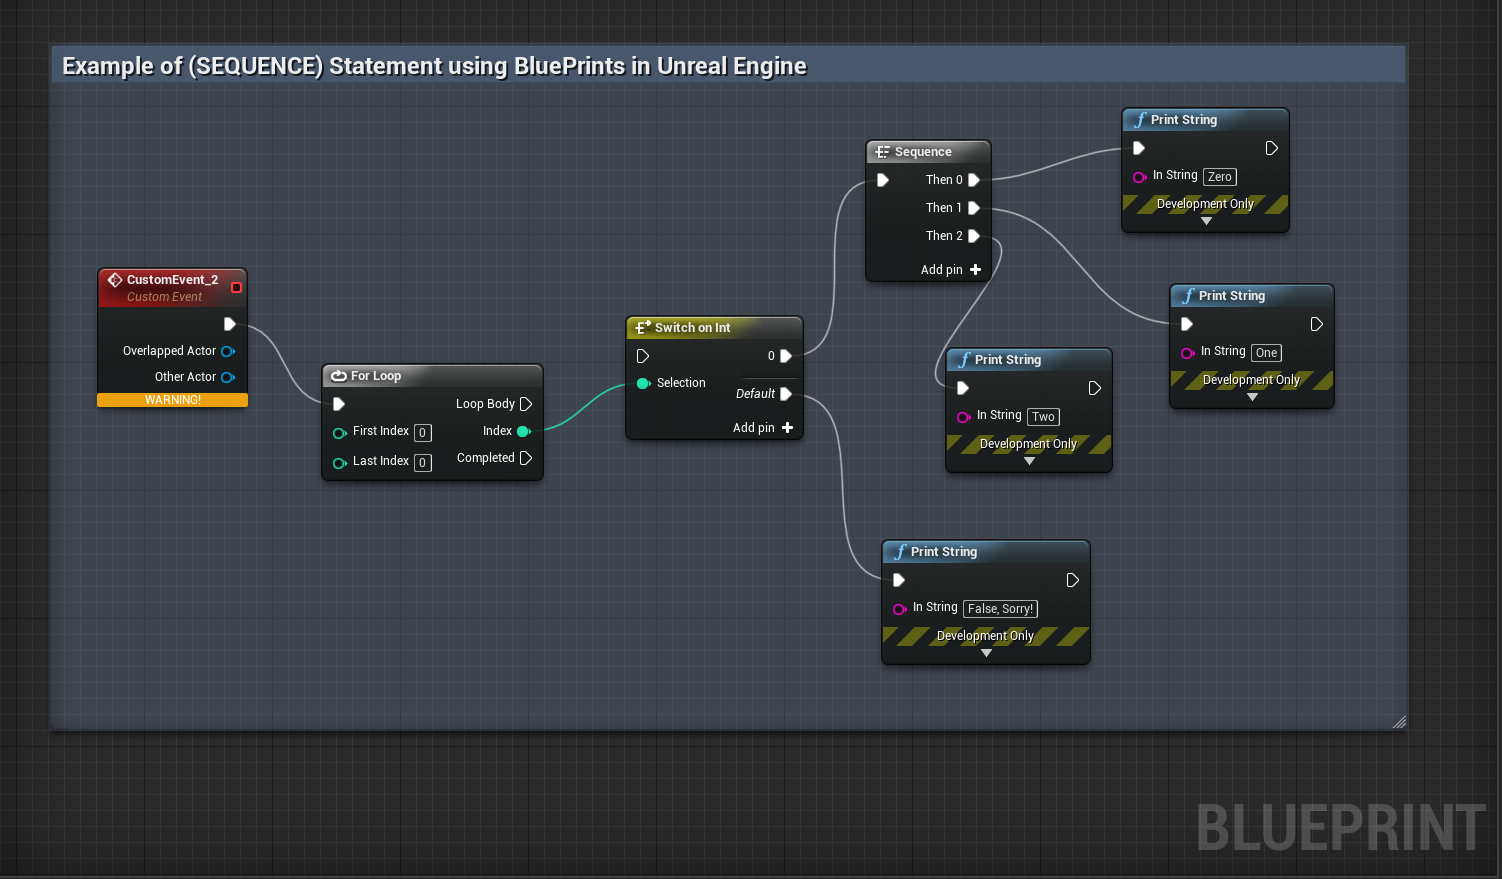 Example of (SEQUENCE) Statement using BluePrints in Unreal Engine
CustomEvent_2
Custom Event
Overlapped Actor
Other Actor
WARNING!
For Loop
Loop Body
First Index 0
Index
Last Index 0
Completed
Switch on Int
0
Selection
Default
Add pin
Sequence
Then 0
Then 1
Then 2
Add pin
Print String
In String Zero
Development Only
Print String
In String One
Development Only
Print String
In String Two
Development Only
Print String
In String False, Sorry!
Development Only
BLUEPRINT